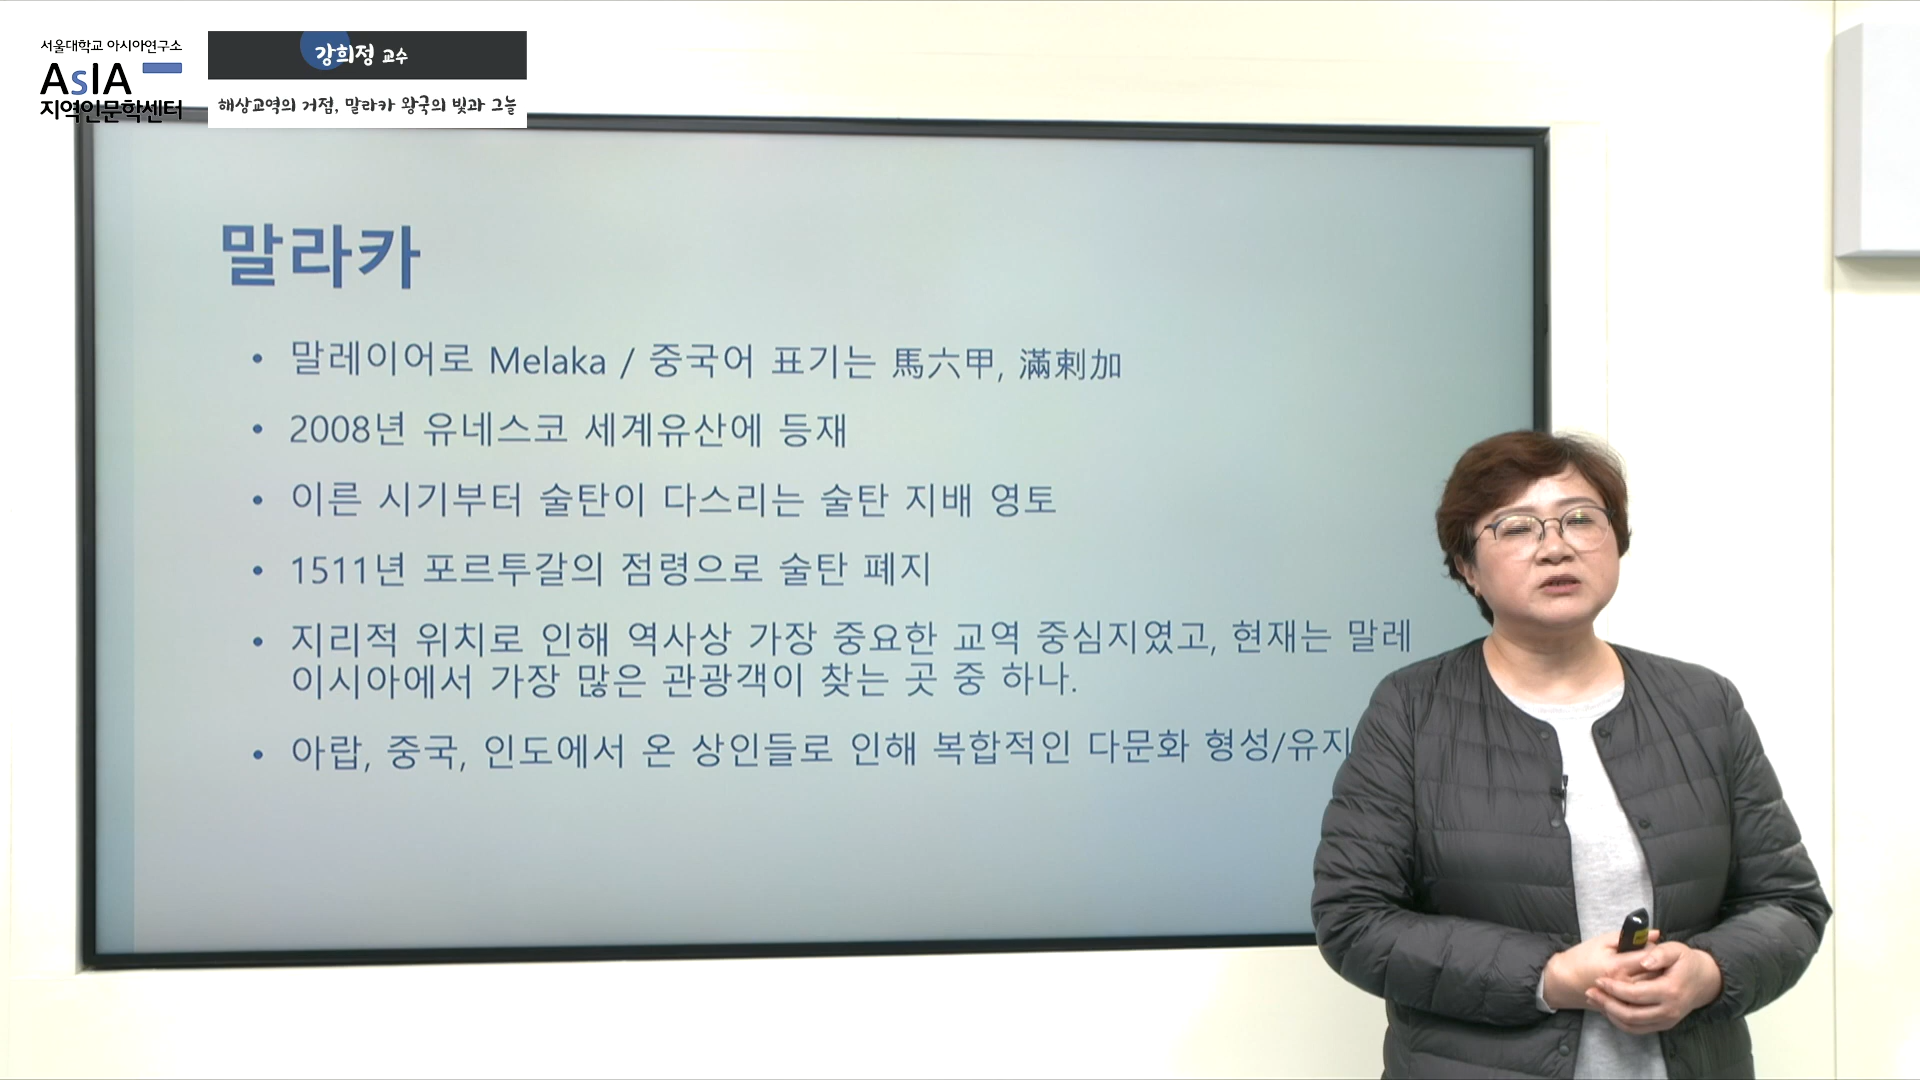 서울대학교 아시아연구소
AsIA
지역인문학센터
강희정 교수
해상교역의 거점, 말라카 왕국의 빛과 그늘
말라카
• 말레이어로 Melaka / 중국어 표기는 馬六甲, 滿剌加
• 2008년 유네스코 세계유산에 등재
• 이른 시기부터 술탄이 다스리는 술탄 지배 영토
• 1511년 포르투갈의 점령으로 술탄 폐지
• 지리적 위치로 인해 역사상 가장 중요한 교역 중심지였고, 현재는 말레
이시아에서 가장 많은 관광객이 찾는 곳 중 하나.
• 아랍, 중국, 인도에서 온 상인들로 인해 복합적인 다문화 형성/유지